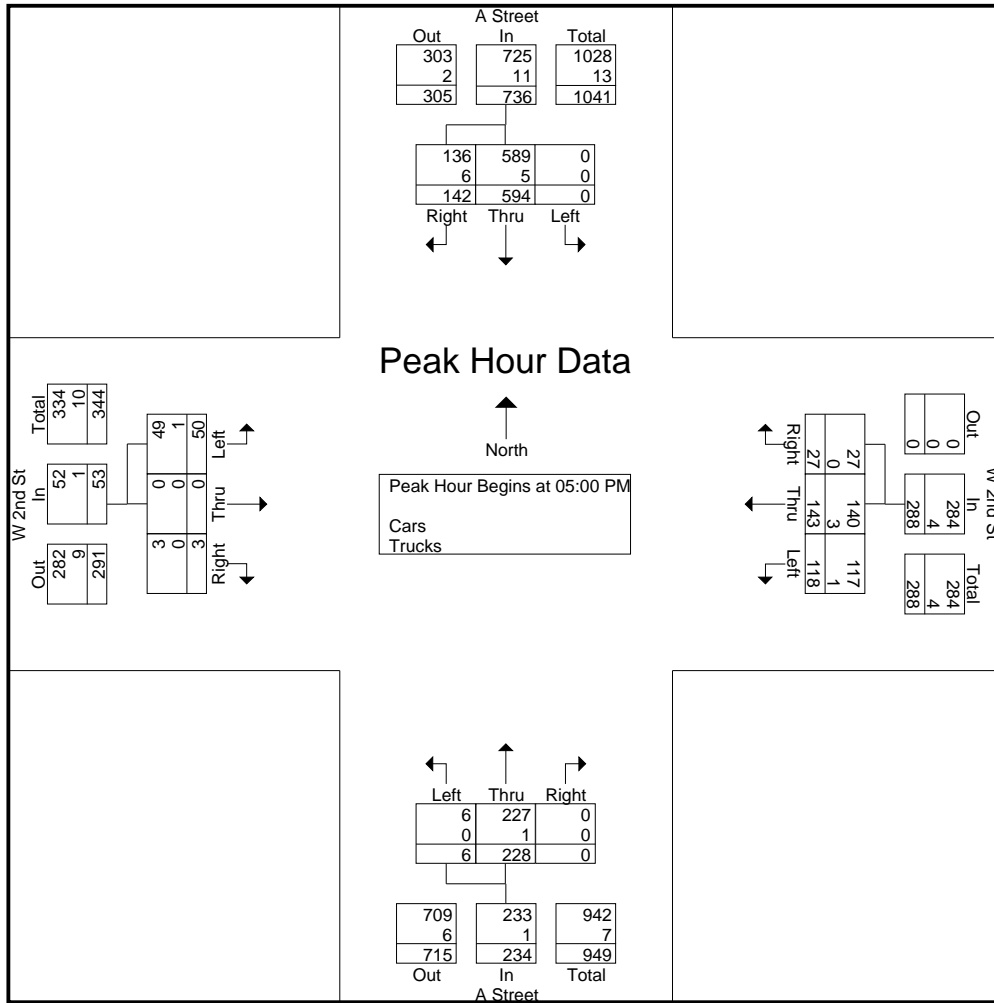 A Street
Out In Total
303 725 1028
2 11 13
305 736 1041
136 589 0
6 5 0
142 594 0
Right Thru Left
Peak Hour Data
North
Peak Hour Begins at 05:00 PM
Cars
Trucks
W 2nd St
Total In Out
334 52 282
10 1 9
344 53 291
49 0 3
1 0 0
50 0 3
Left Thru Right
W 2nd St
Out In Total
0 284 284
0 4 4
0 288 288
27 140 117
0 3 1
27 143 118
Right Thru Left
Left Thru Right
6 227 0
0 1 0
6 228 0
709 233 942
6 1 7
715 234 949
Out In Total
A Street